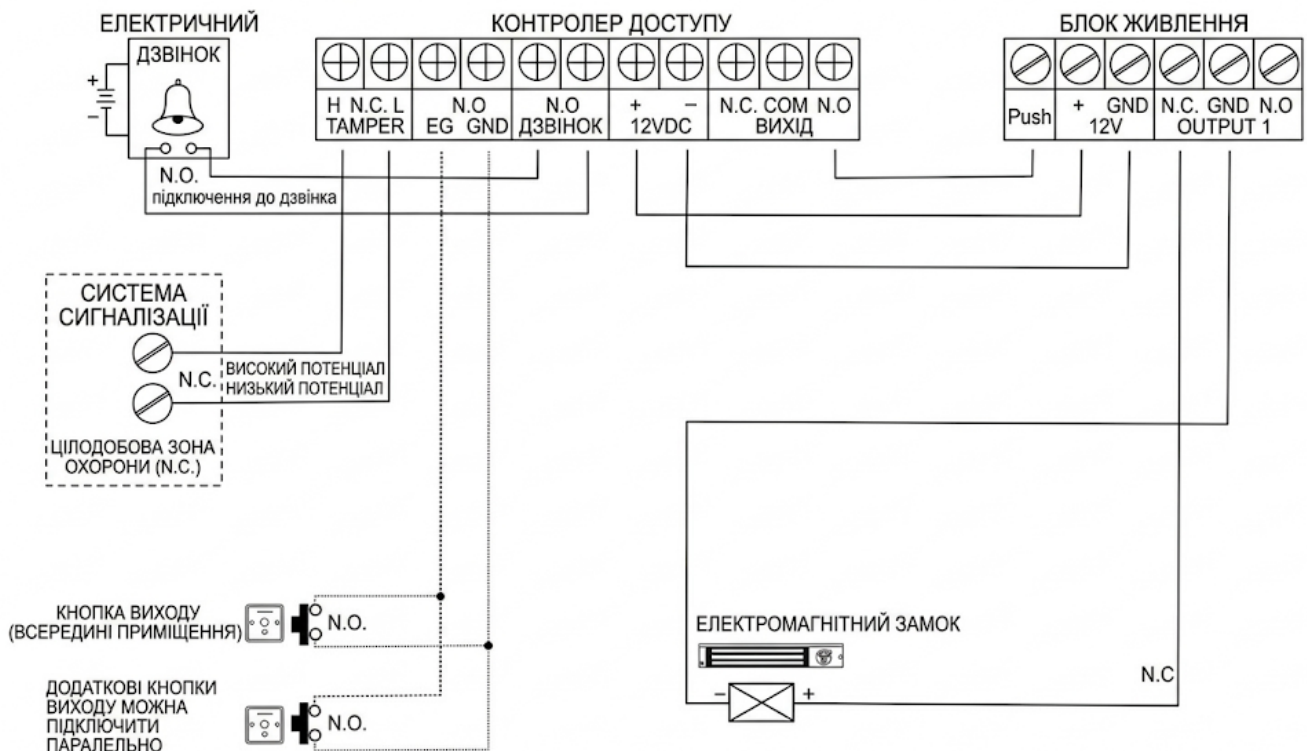 ЕЛЕКТРИЧНИЙ
ДЗВІНОК
+
−
N.O.
підключення до дзвінка
КОНТРОЛЕР ДОСТУПУ
H N.C. L
TAMPER
N.O
EG GND
N.O
ДЗВІНОК
+ −
12VDC
N.C. COM N.O
ВИХІД
БЛОК ЖИВЛЕННЯ
Push
+ GND
12V
N.C. GND N.O
OUTPUT 1
СИСТЕМА
СИГНАЛІЗАЦІЇ
N.C.
ВИСОКИЙ ПОТЕНЦІАЛ
НИЗЬКИЙ ПОТЕНЦІАЛ
ЦІЛОДОБОВА ЗОНА
ОХОРОНИ (N.C.)
КНОПКА ВИХОДУ
(ВСЕРЕДИНІ ПРИМІЩЕННЯ)
N.O.
ДОДАТКОВІ КНОПКИ
ВИХОДУ МОЖНА
ПІДКЛЮЧИТИ
ПАРАЛЕЛЬНО
N.O.
ЕЛЕКТРОМАГНІТНИЙ ЗАМОК
− +
N.C